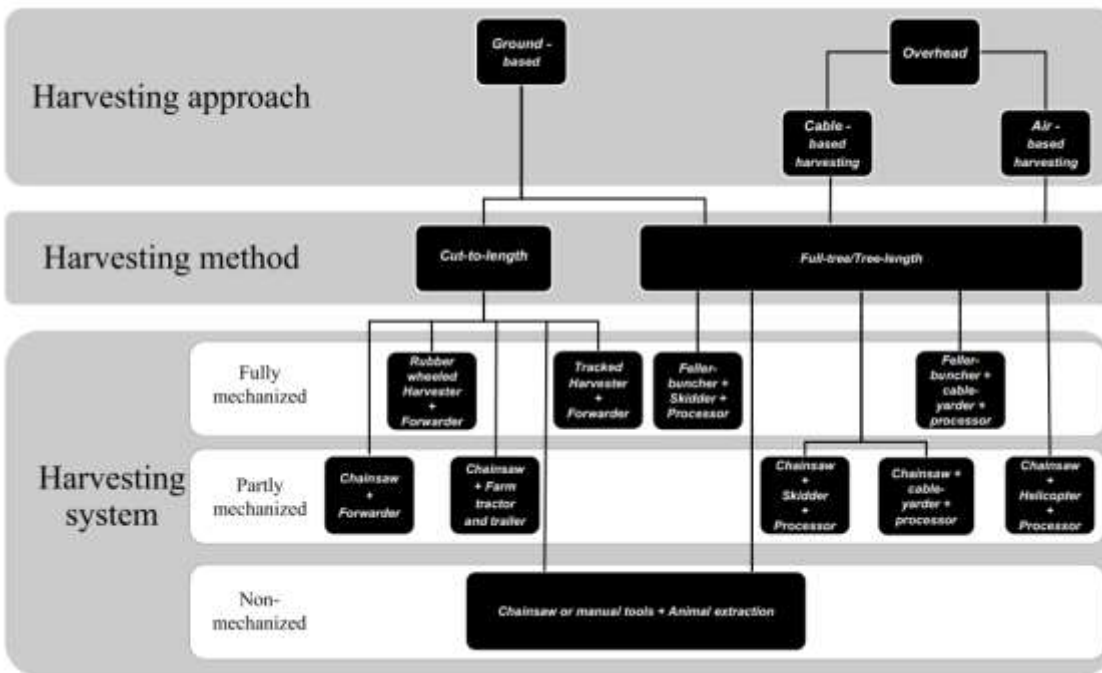 Harvesting approach
Ground -
based
Overhead
Cable -
based
harvesting
Air -
based
harvesting
Harvesting method
Cut-to-length
Full-tree/Tree-length
Harvesting
system
Fully
mechanized
Rubber
wheeled
Harvester
+
Forwarder
Tracked
Harvester
+
Forwarder
Feller-
buncher +
Skidder +
Processor
Feller-
buncher +
cable-
yarder +
processor
Partly
mechanized
Chainsaw
+
Forwarder
Chainsaw
+ Farm
tractor
and trailer
Chainsaw
+
Skidder
+
Processor
Chainsaw +
cable-
yarder +
processor
Chainsaw
+
Helicopter
+
Processor
Non-
mechanized
Chainsaw or manual tools + Animal extraction